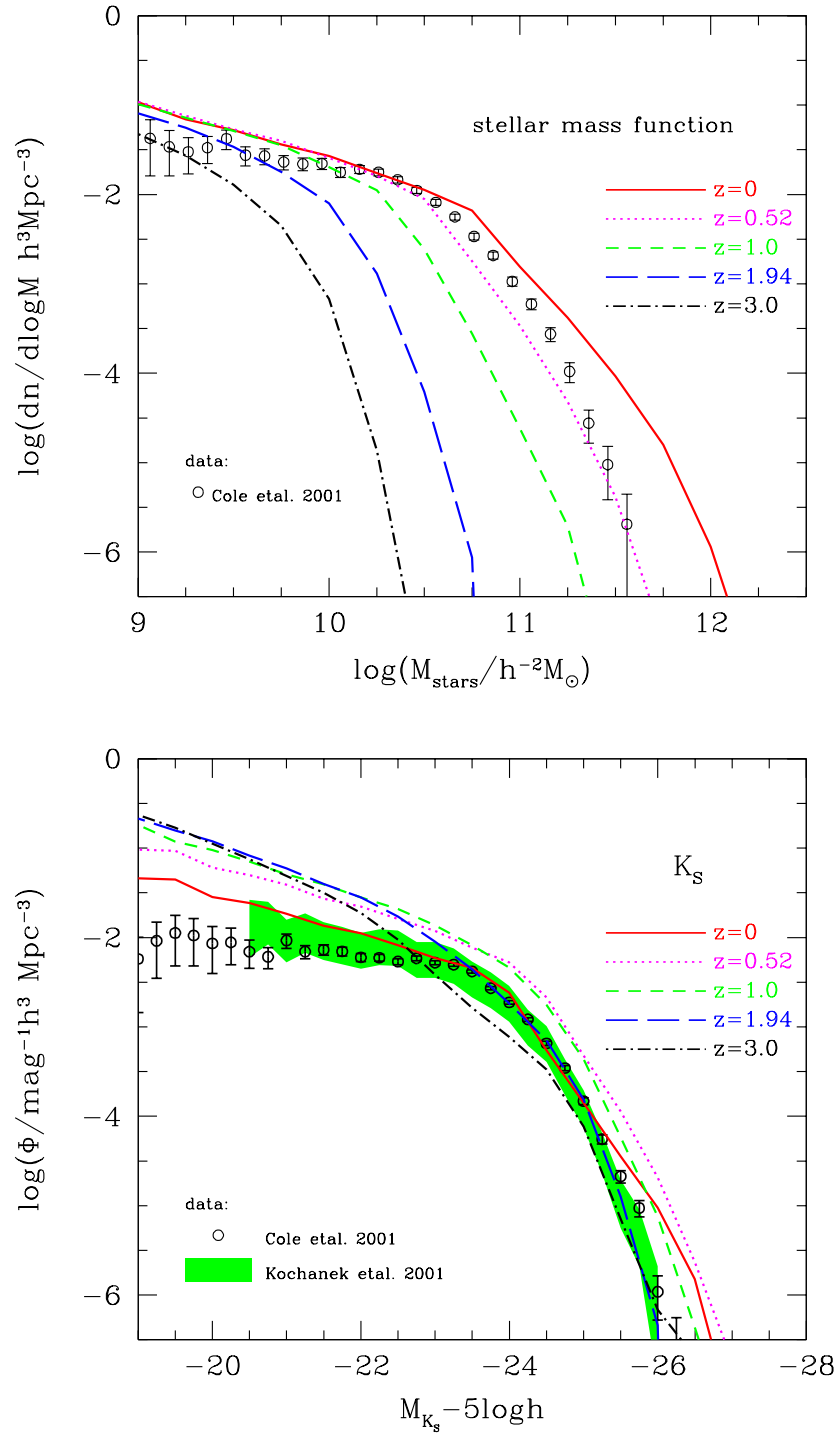 0
−2
−4
−6
log(dn/dlogM h³Mpc⁻³)
stellar mass function
z=0
z=0.52
z=1.0
z=1.94
z=3.0
data:
Cole etal. 2001
9 10 11 12
log(M_stars/h⁻²M_⊙)
0
−2
−4
−6
log(Φ/mag⁻¹h³ Mpc⁻³)
K_s
z=0
z=0.52
z=1.0
z=1.94
z=3.0
data:
Cole etal. 2001
Kochanek etal. 2001
−20 −22 −24 −26 −28
M_{K_s}−5logh